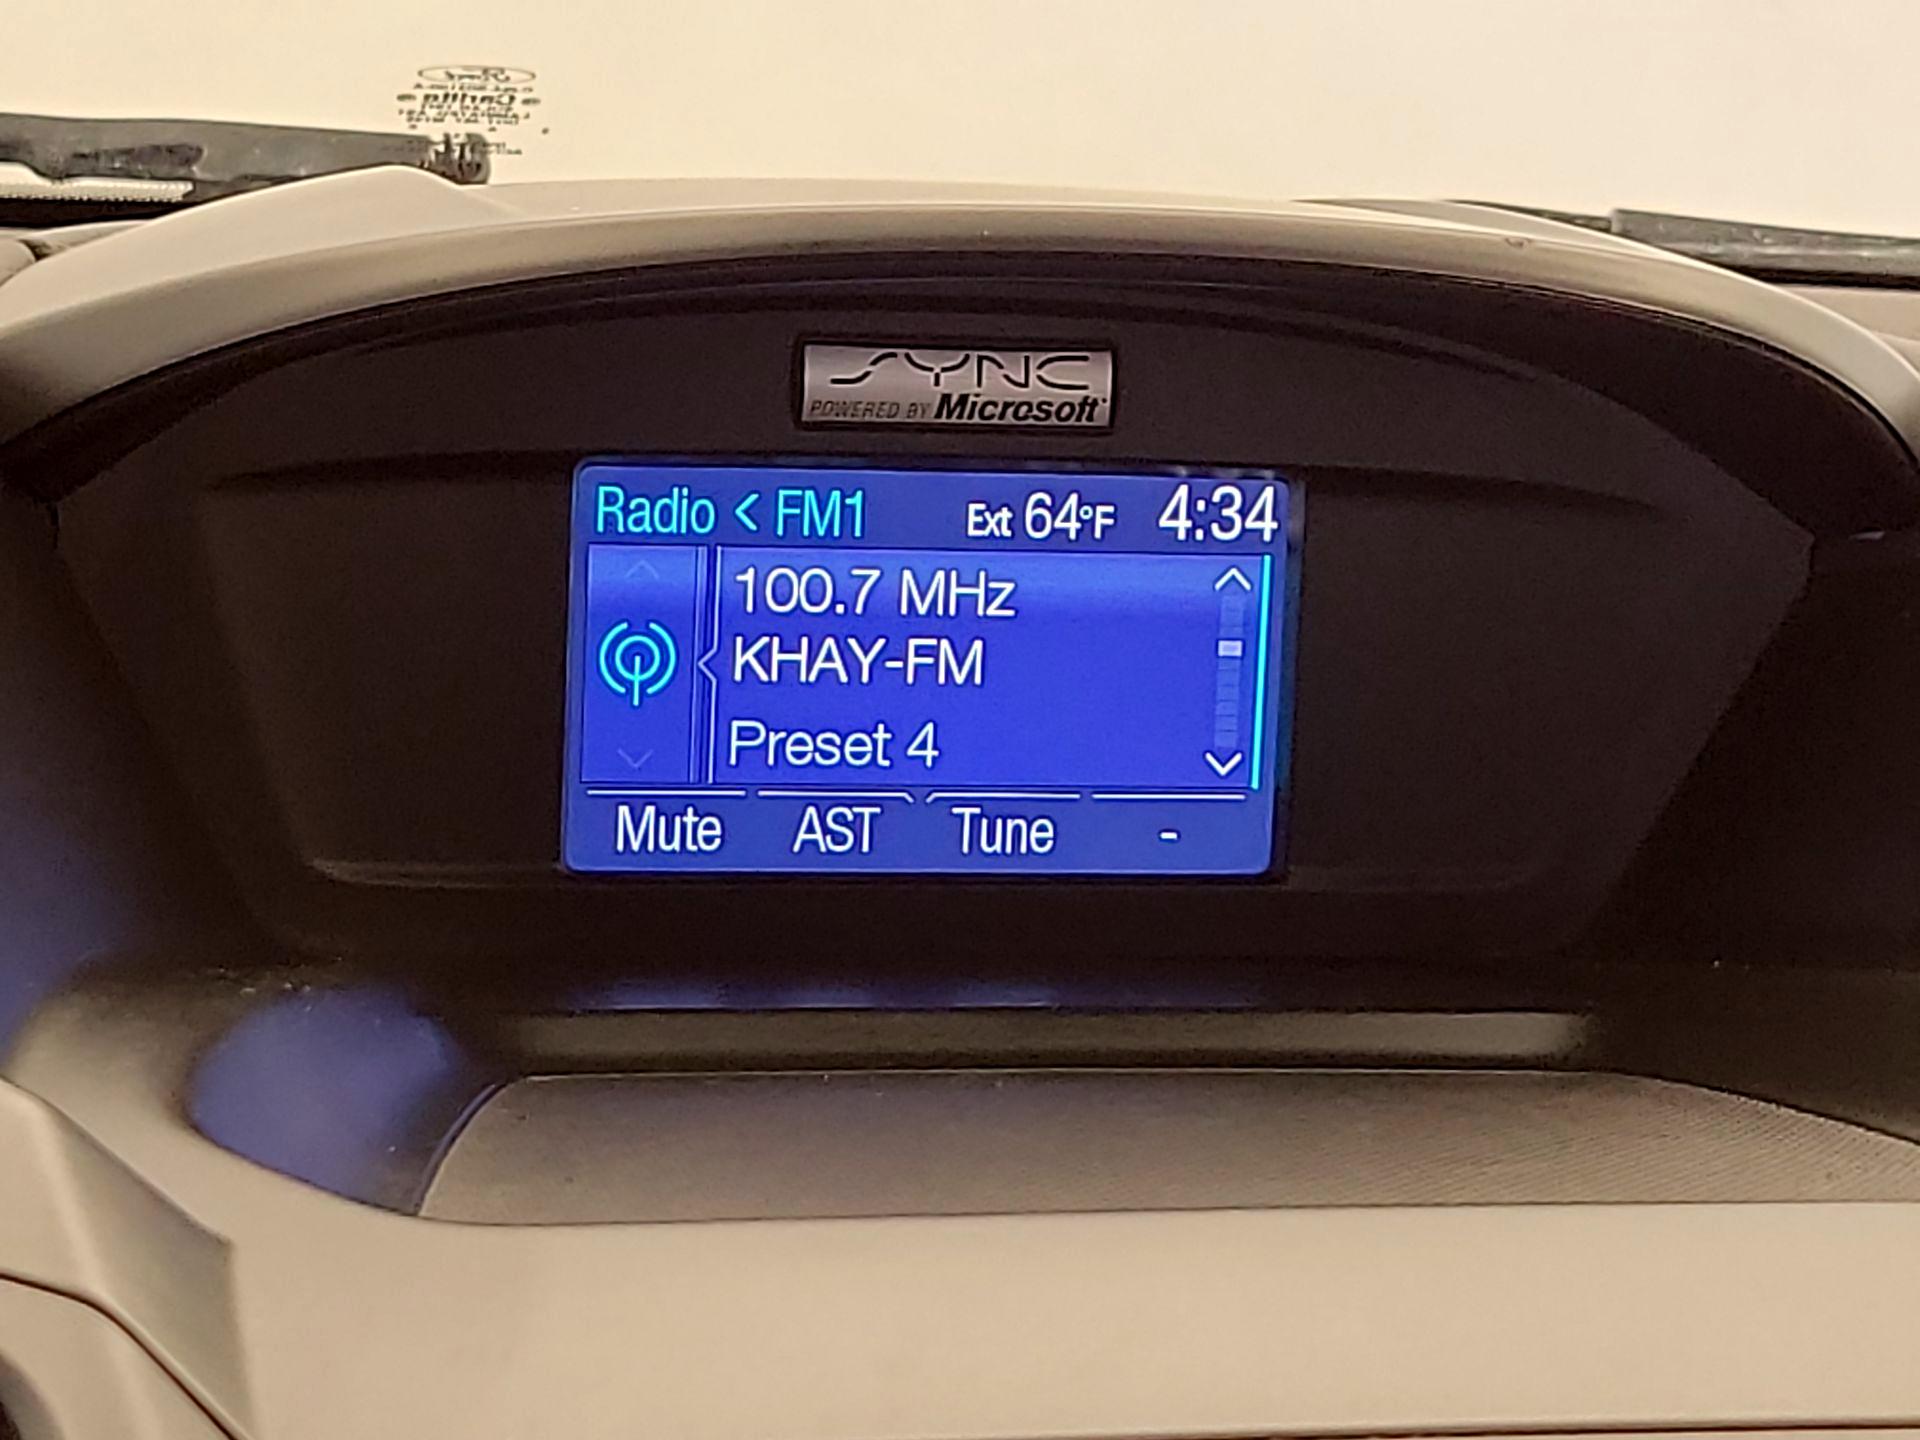 SYNC
POWERED BY Microsoft
Radio < FM1 Ext 64°F 4:34
100.7 MHz
KHAY-FM
Preset 4
Mute AST Tune -